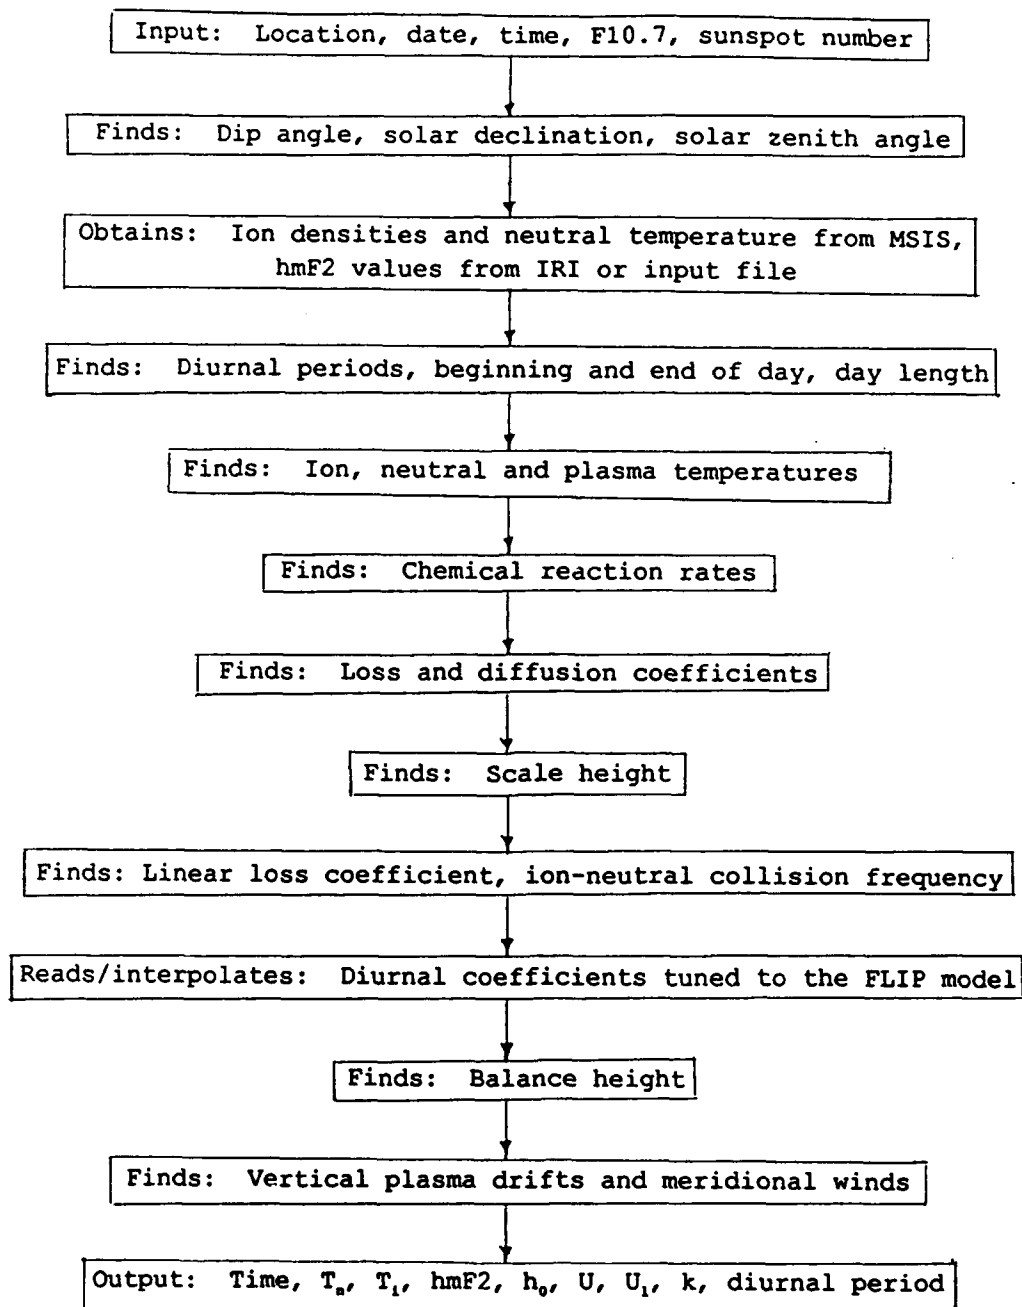 Input: Location, date, time, F10.7, sunspot number
Finds: Dip angle, solar declination, solar zenith angle
Obtains: Ion densities and neutral temperature from MSIS,
hmF2 values from IRI or input file
Finds: Diurnal periods, beginning and end of day, day length
Finds: Ion, neutral and plasma temperatures
Finds: Chemical reaction rates
Finds: Loss and diffusion coefficients
Finds: Scale height
Finds: Linear loss coefficient, ion-neutral collision frequency
Reads/interpolates: Diurnal coefficients tuned to the FLIP model
Finds: Balance height
Finds: Vertical plasma drifts and meridional winds
Output: Time, Tₙ, Tᵢ, hmF2, h₀, U, Uᵢ, k, diurnal period